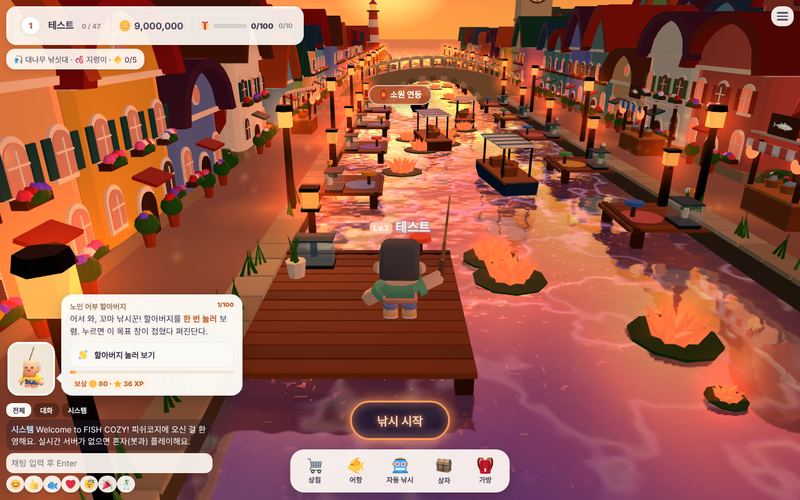 1 테스트 0 / 47 9,000,000 0/100 0/10
대나무 낚싯대 · 지렁이 · 0/5
소원 연등
Lv.1 테스트
노인 어부 할아버지 1/100
어서 와, 꼬마 낚시꾼! 할아버지를 한 번 눌러 보
렴. 누르면 이 목표 창이 접혔다 펴진단다.
할아버지 눌러 보기
보상 80 · 36 XP
전체 대화 시스템
시스템 Welcome to FISH COZY! 피쉬코지에 오신 걸 환
영해요. 실시간 서버가 없으면 혼자(봇과) 플레이해요.
채팅 입력 후 Enter
낚시 시작
상점 어항 자동 낚시 상자 가방